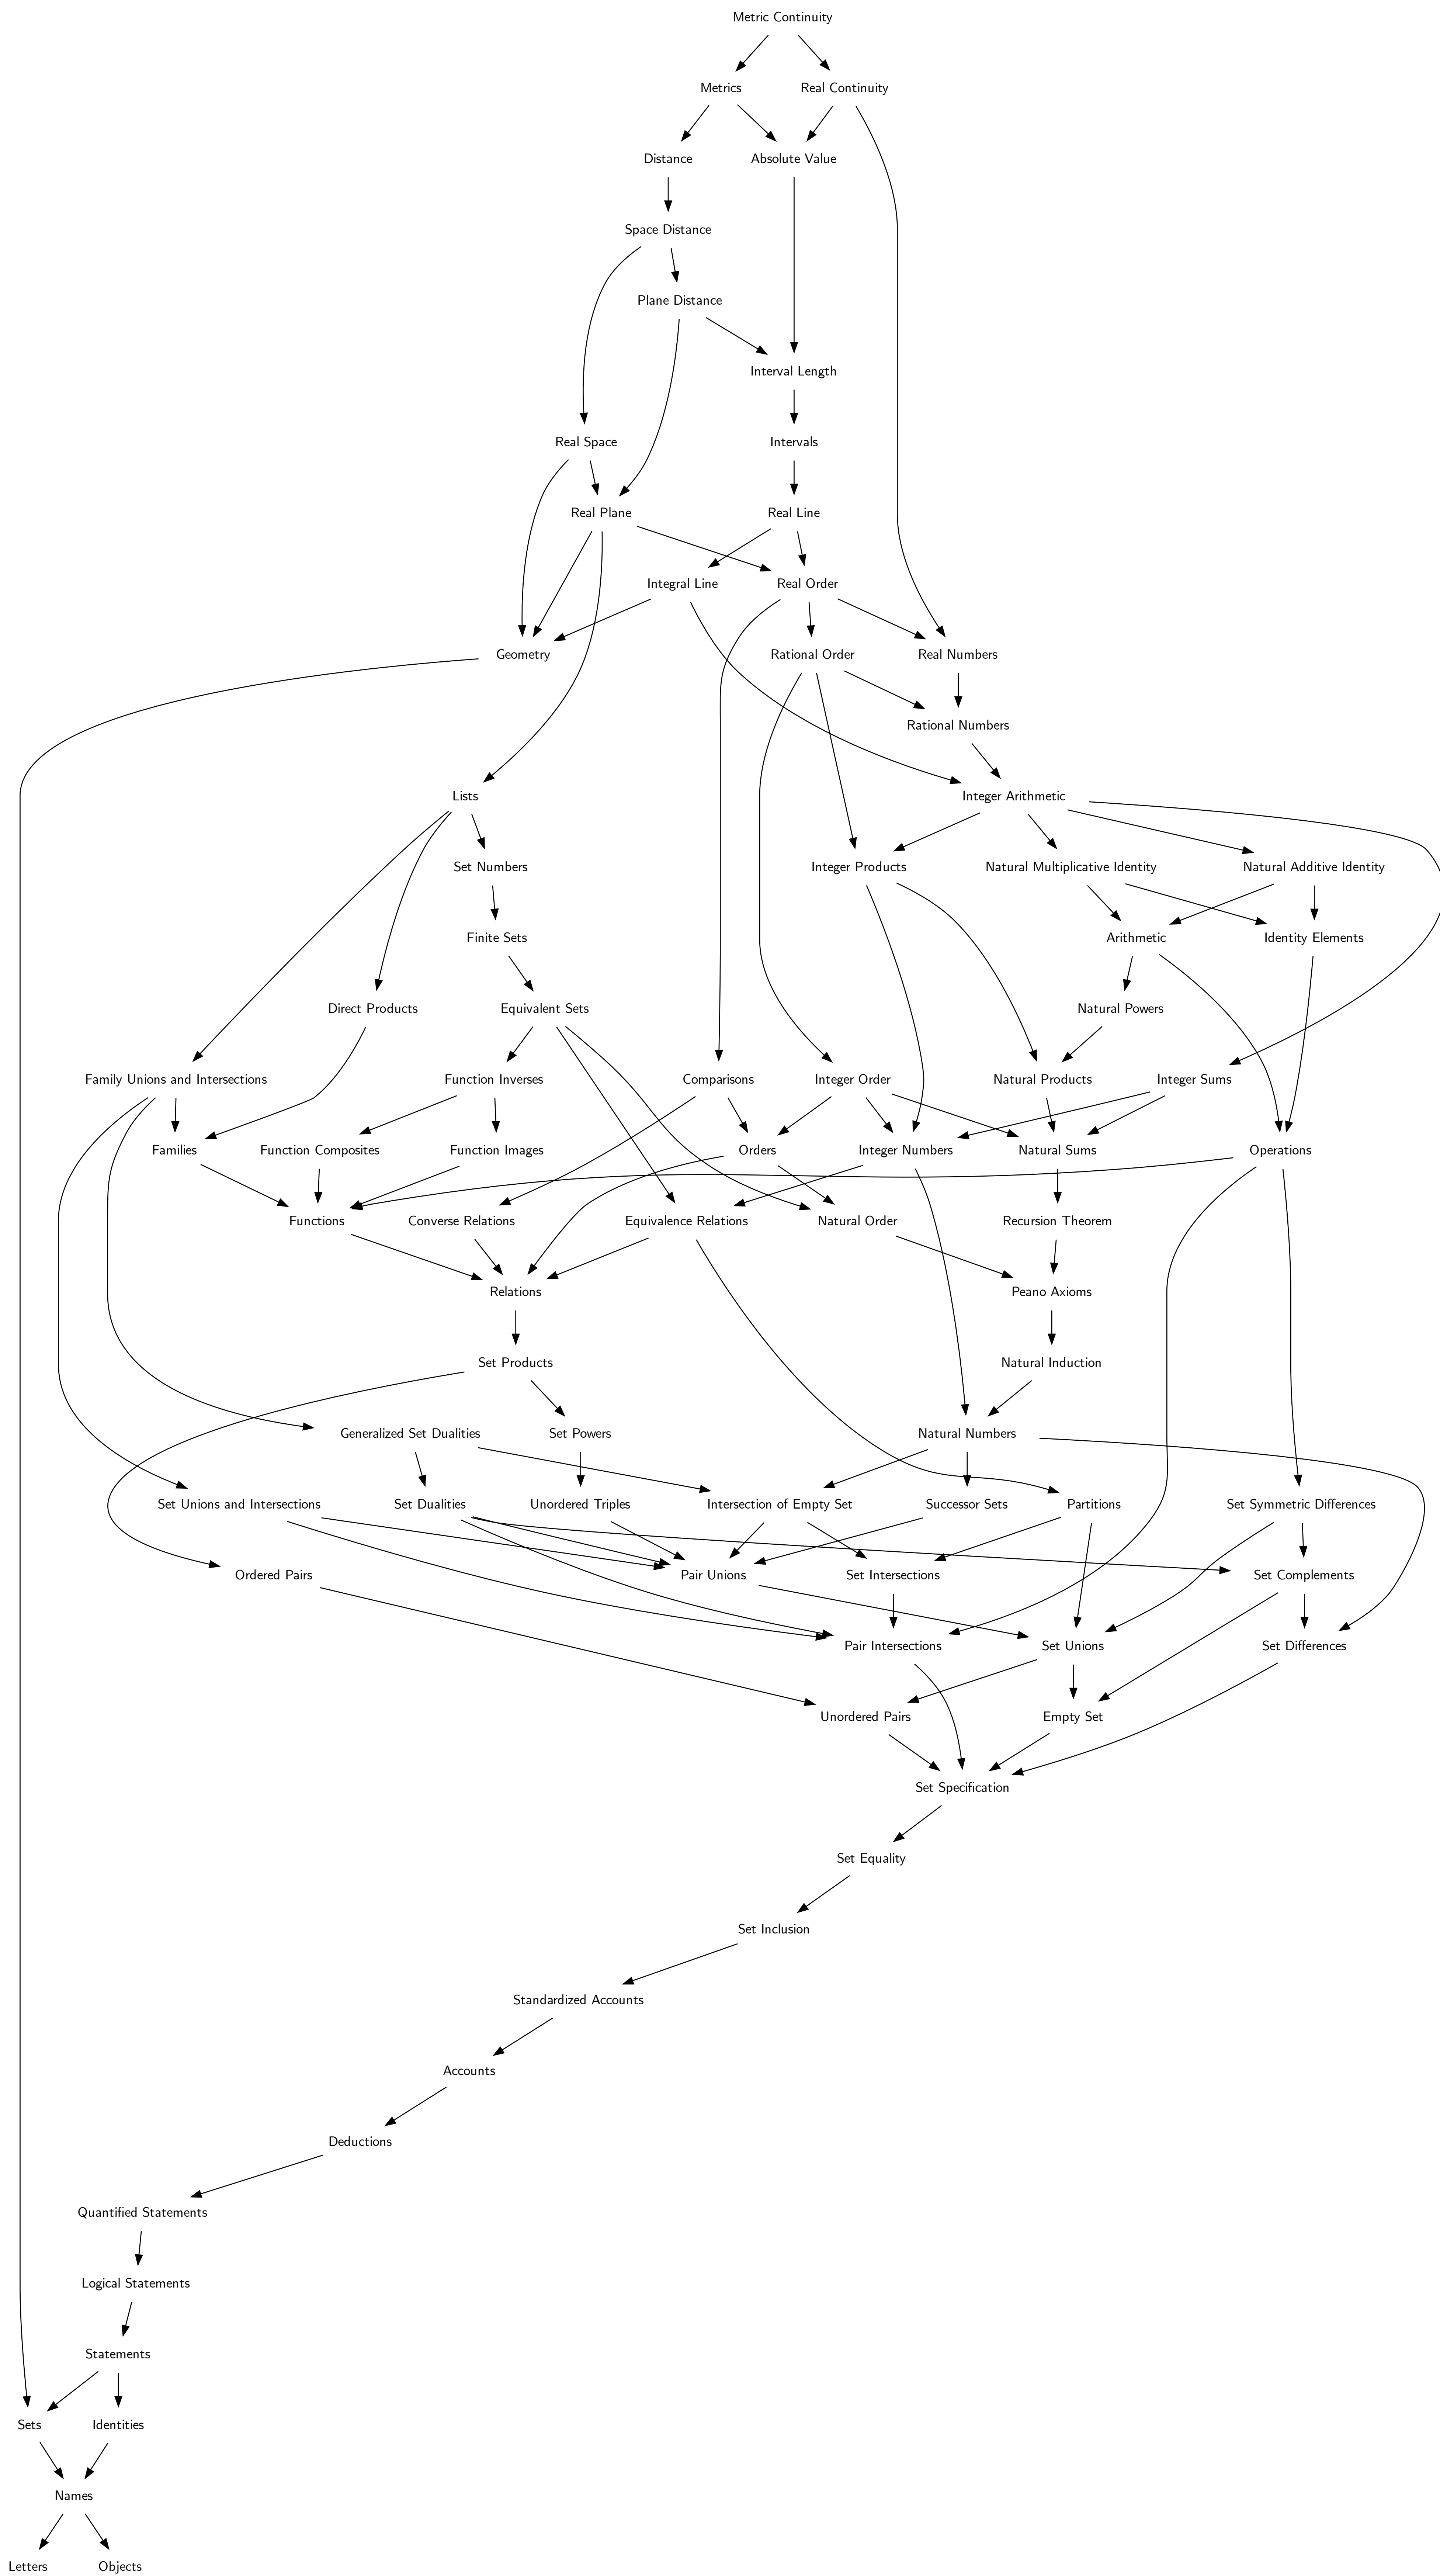 Metric Continuity
Metrics
Real Continuity
Distance
Absolute Value
Space Distance
Plane Distance
Interval Length
Real Space
Intervals
Real Plane
Real Line
Integral Line
Real Order
Geometry
Rational Order
Real Numbers
Rational Numbers
Lists
Integer Arithmetic
Set Numbers
Integer Products
Natural Multiplicative Identity
Natural Additive Identity
Finite Sets
Arithmetic
Identity Elements
Direct Products
Equivalent Sets
Natural Powers
Family Unions and Intersections
Function Inverses
Comparisons
Integer Order
Natural Products
Integer Sums
Families
Function Composites
Function Images
Orders
Integer Numbers
Natural Sums
Operations
Functions
Converse Relations
Equivalence Relations
Natural Order
Recursion Theorem
Relations
Peano Axioms
Set Products
Natural Induction
Generalized Set Dualities
Set Powers
Natural Numbers
Set Unions and Intersections
Set Dualities
Unordered Triples
Intersection of Empty Set
Successor Sets
Partitions
Set Symmetric Differences
Ordered Pairs
Pair Unions
Set Intersections
Set Complements
Pair Intersections
Set Unions
Set Differences
Unordered Pairs
Empty Set
Set Specification
Set Equality
Set Inclusion
Standardized Accounts
Accounts
Deductions
Quantified Statements
Logical Statements
Statements
Sets
Identities
Names
Letters
Objects